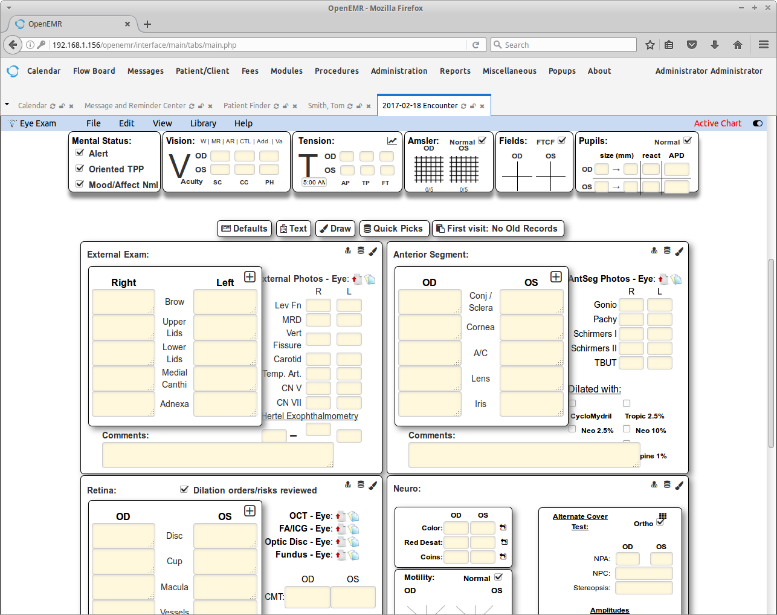 OpenEMR - Mozilla Firefox
OpenEMR
192.168.1.156/openemr/interface/main/tabs/main.php
Search
Calendar Flow Board Messages Patient/Client Fees Modules Procedures Administration Reports Miscellaneous Popups About Administrator Administrator
Calendar Message and Reminder Center Patient Finder Smith, Tom 2017-02-18 Encounter
Eye Exam File Edit View Library Help Active Chart
Mental Status:
Alert
Oriented TPP
Mood/Affect Nml
Vision: W | MR | AR | CTL | Add. | Va
V
OD
OS
Acuity SC CC PH
Tension:
T
OD
OS
5:00 AM
AP TP FT
Amsler: Normal
OD OS
0/5 0/5
Fields: FTCF
OD OS
Pupils: Normal
size (mm) react APD
OD →
OS →
Defaults Text Draw Quick Picks First visit: No Old Records
External Exam:
Right Left
Brow
Upper Lids
Lower Lids
Medial Canthi
Adnexa
xternal Photos - Eye:
R L
Lev Fn
MRD
Vert Fissure
Carotid
Temp. Art.
CN V
CN VII
Hertel Exophthalmometry
Comments:
Anterior Segment:
OD OS
Conj / Sclera
Cornea
A/C
Lens
Iris
AntSeg Photos - Eye:
R L
Gonio
Pachy
Schirmers I
Schirmers II
TBUT
Dilated with:
CycloMydril Tropic 2.5%
Neo 2.5% Neo 10%
pine 1%
Comments:
Retina: Dilation orders/risks reviewed
OD OS
Disc
Cup
Macula
Vessels
OCT - Eye:
FA/ICG - Eye:
Optic Disc - Eye:
Fundus - Eye:
OD OS
CMT:
Neuro:
OD OS
Color:
Red Desat:
Coins:
Motility: Normal
OD OS
Alternate Cover Test: Ortho
OD OS
NPA:
NPC:
Stereopsis:
Amplitudes